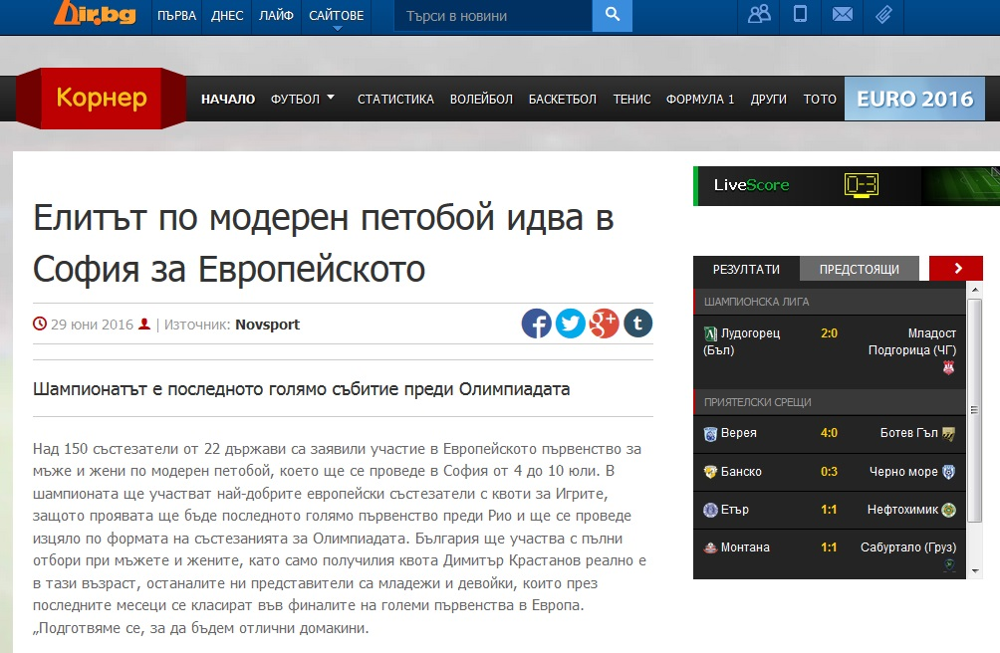 Dir.bg ПЪРВА ДНЕС ЛАЙФ САЙТОВЕ Търси в новини
Корнер НАЧАЛО ФУТБОЛ СТАТИСТИКА ВОЛЕЙБОЛ БАСКЕТБОЛ ТЕНИС ФОРМУЛА 1 ДРУГИ ТОТО EURO 2016
Елитът по модерен петобой идва в
София за Европейското
29 юни 2016 | Източник: Novsport
f g+ t
Шампионатът е последното голямо събитие преди Олимпиадата
Над 150 състезатели от 22 държави са заявили участие в Европейското първенство за
мъже и жени по модерен петобой, което ще се проведе в София от 4 до 10 юли. В
шампионата ще участват най-добрите европейски състезатели с квоти за Игрите,
защото проявата ще бъде последното голямо първенство преди Рио и ще се проведе
изцяло по формата на състезанията за Олимпиадата. България ще участва с пълни
отбори при мъжете и жените, като само получилия квота Димитър Крастанов реално е
в тази възраст, останалите ни представители са младежи и девойки, които през
последните месеци се класират във финалите на големи първенства в Европа.
„Подготвяме се, за да бъдем отлични домакини.
LiveScore 0-3
РЕЗУЛТАТИ ПРЕДСТОЯЩИ
ШАМПИОНСКА ЛИГА
Лудогорец 2:0 Младост
(Бъл) Подгорица (ЧГ)
ПРИЯТЕЛСКИ СРЕЩИ
Верея 4:0 Ботев Гъл
Банско 0:3 Черно море
Етър 1:1 Нефтохимик
Монтана 1:1 Сабуртало (Груз)